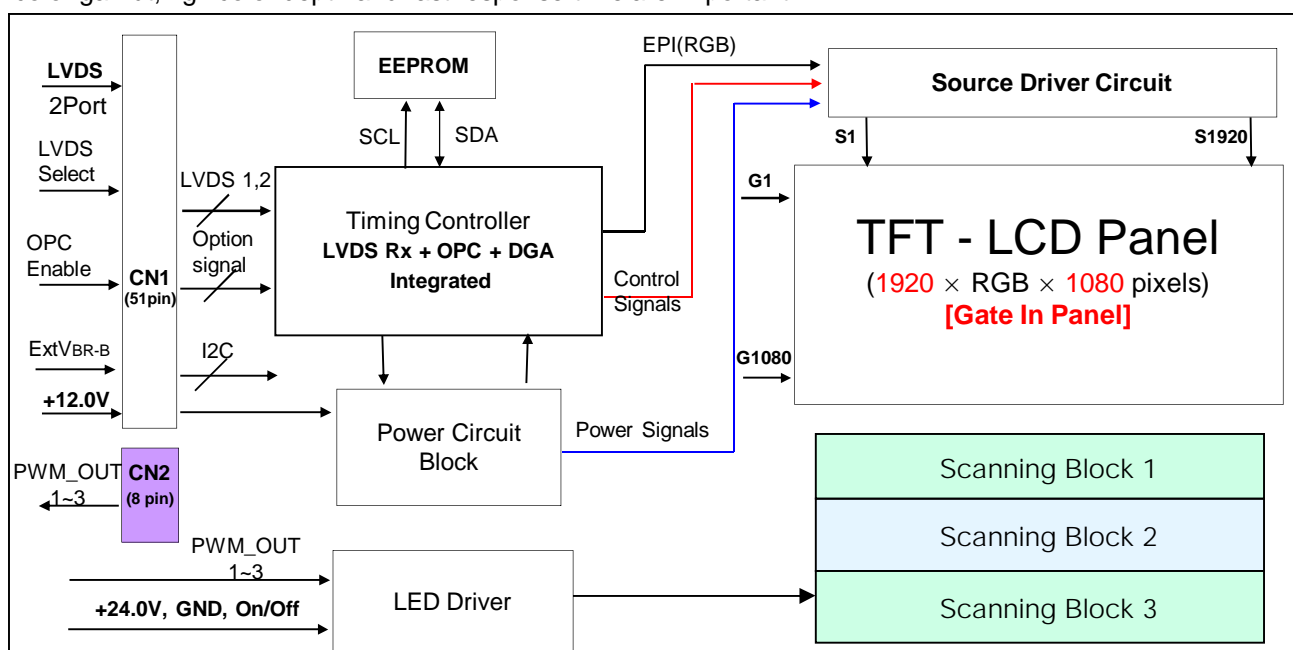 LVDS
2Port
LVDS
Select
OPC
Enable
ExtVBR-B
+12.0V
CN1
(51pin)
LVDS 1,2
Option
signal
I2C
EEPROM
SCL
SDA
Timing Controller
LVDS Rx + OPC + DGA
Integrated
Power Circuit
Block
EPI(RGB)
Control
Signals
Power Signals
Source Driver Circuit
S1
S1920
G1
G1080
TFT - LCD Panel
(1920 × RGB × 1080 pixels)
[Gate In Panel]
PWM_OUT
1~3
CN2
(8 pin)
PWM_OUT
1~3
+24.0V, GND, On/Off
LED Driver
Scanning Block 1
Scanning Block 2
Scanning Block 3